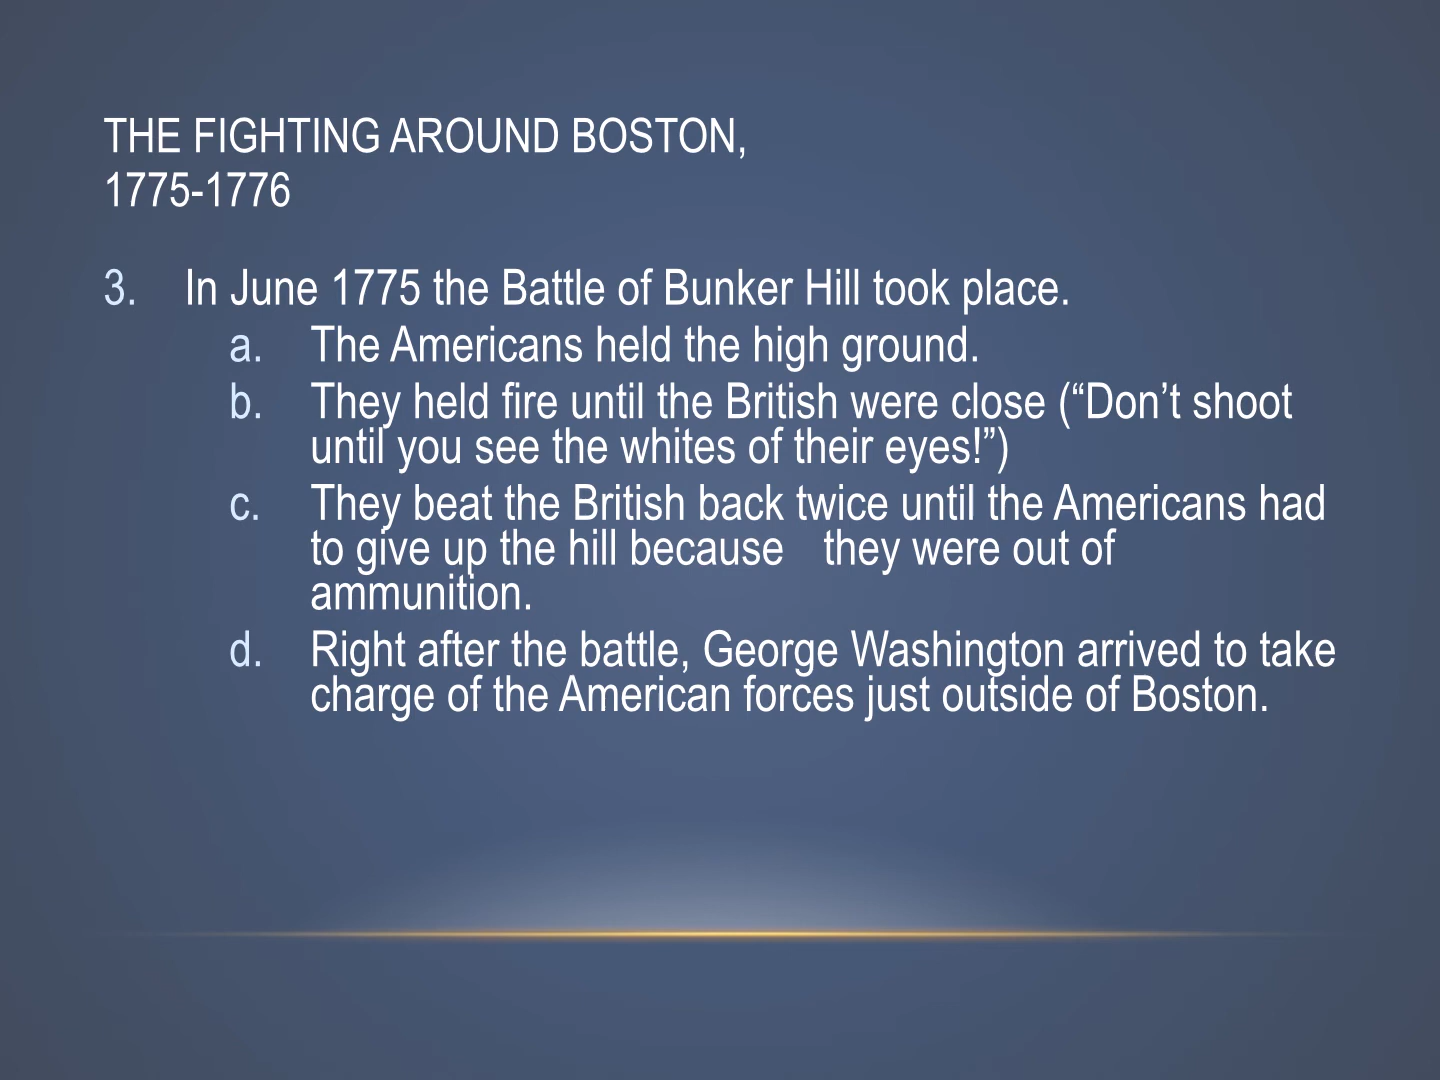 THE FIGHTING AROUND BOSTON,
1775-1776
3. In June 1775 the Battle of Bunker Hill took place.
a. The Americans held the high ground.
b. They held fire until the British were close (“Don’t shoot
until you see the whites of their eyes!”)
c. They beat the British back twice until the Americans had
to give up the hill because they were out of
ammunition.
d. Right after the battle, George Washington arrived to take
charge of the American forces just outside of Boston.